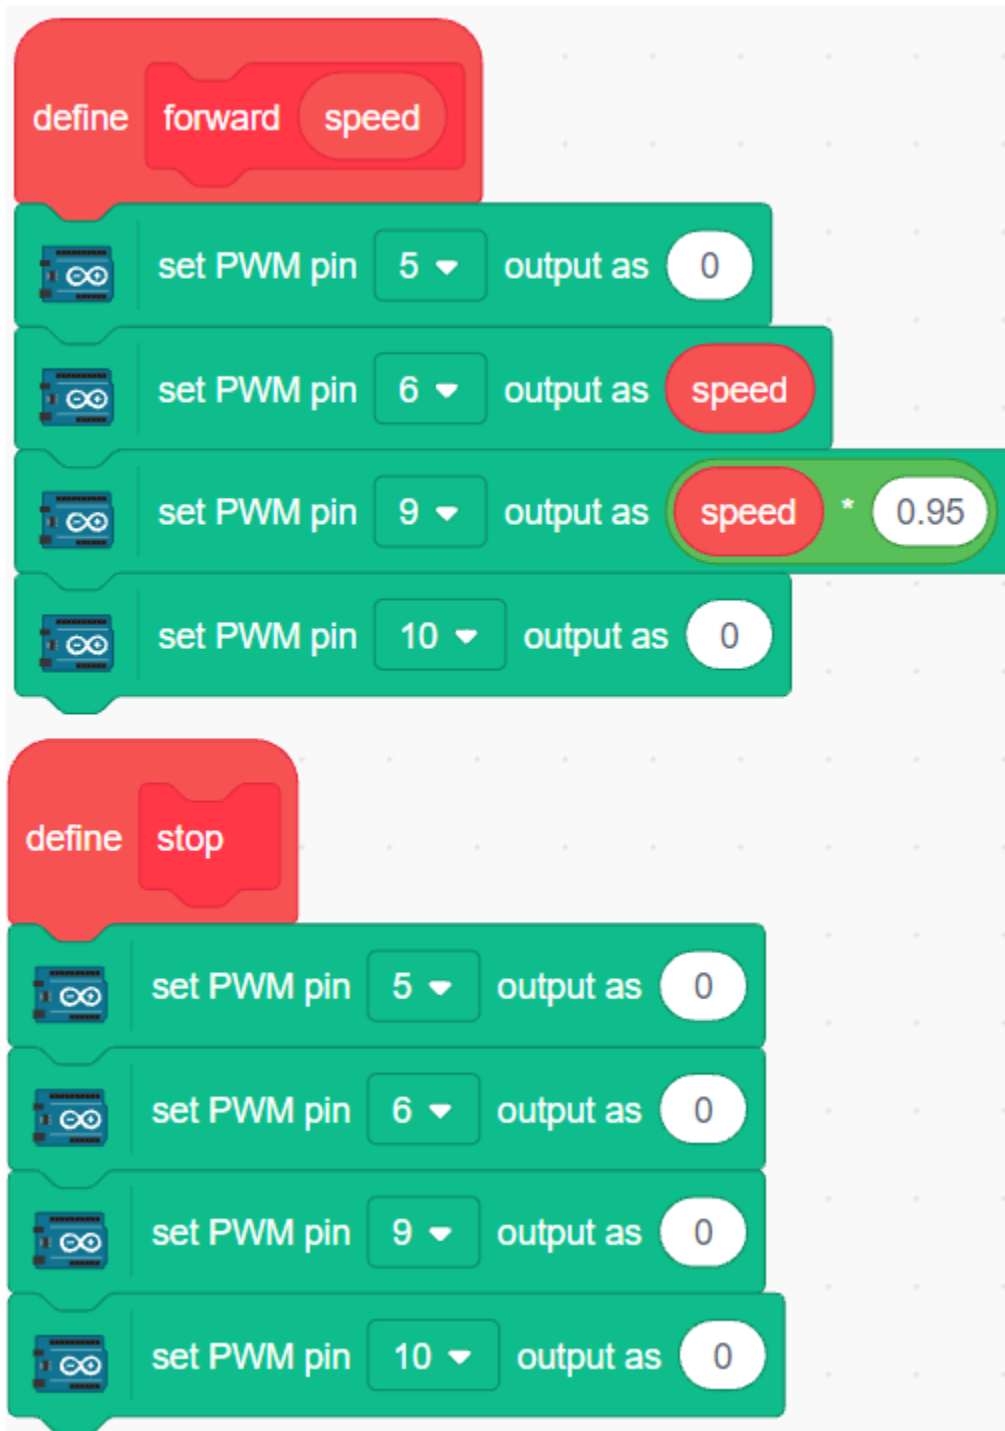 define forward speed
set PWM pin 5 output as 0
set PWM pin 6 output as speed
set PWM pin 9 output as speed * 0.95
set PWM pin 10 output as 0
define stop
set PWM pin 5 output as 0
set PWM pin 6 output as 0
set PWM pin 9 output as 0
set PWM pin 10 output as 0